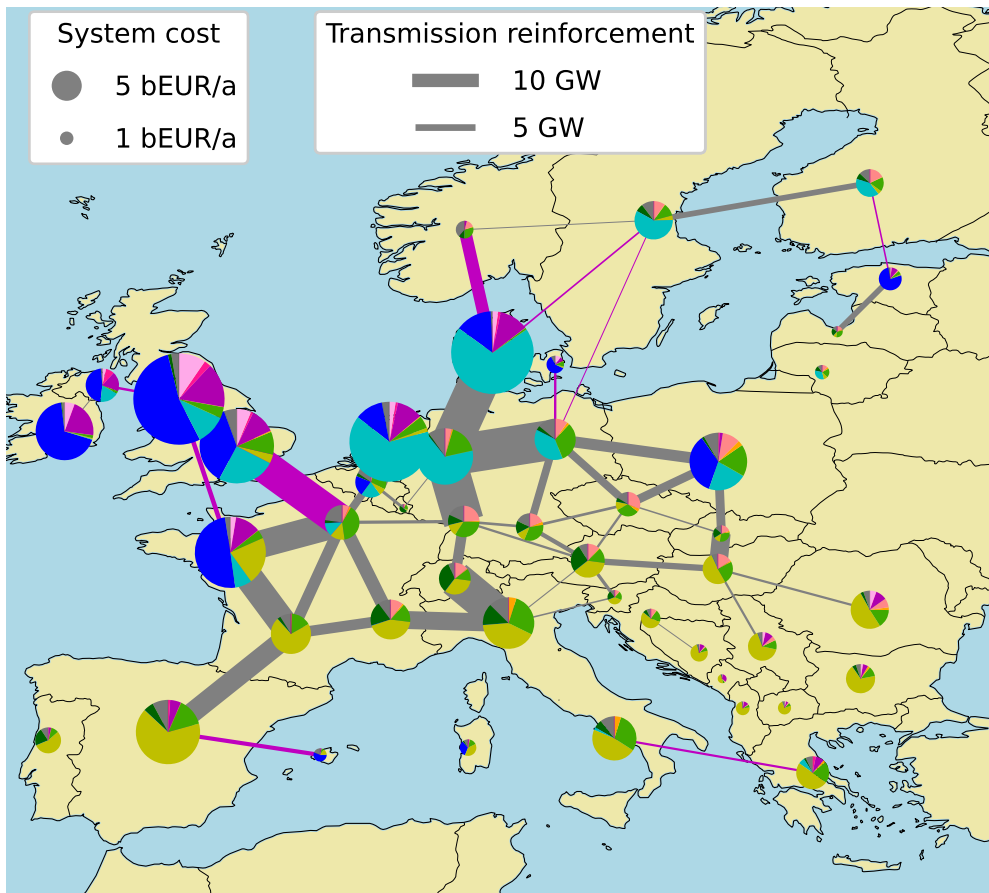 System cost
5 bEUR/a
1 bEUR/a
Transmission reinforcement
10 GW
5 GW